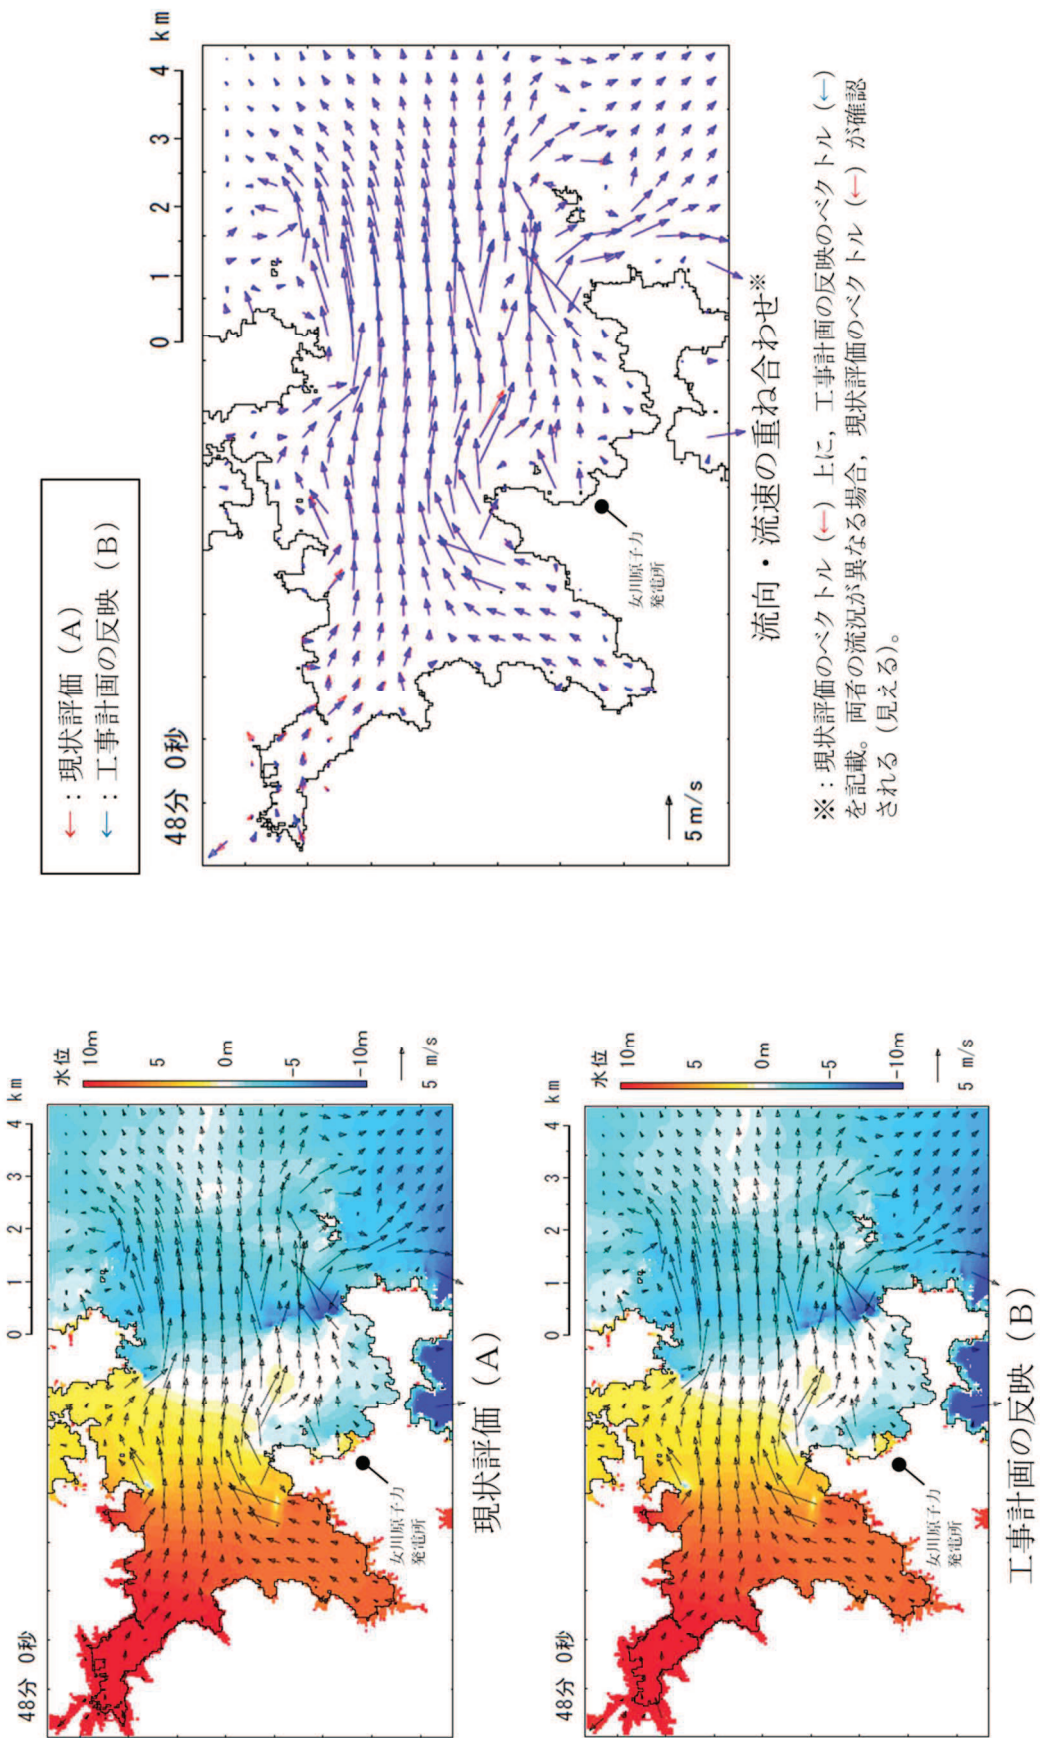 ←：現状評価（A）
←：工事計画の反映（B）
48分 0秒
0 1 2 3 4 km
水位
10m
5
0m
-5
-10m
5 m/s
女川原子力
発電所
現状評価（A）
48分 0秒
0 1 2 3 4 km
水位
10m
5
0m
-5
-10m
5 m/s
女川原子力
発電所
工事計画の反映（B）
48分 0秒
0 1 2 3 4 km
5m/s
女川原子力
発電所
流向・流速の重ね合わせ※
※：現状評価のベクトル（←）上に，工事計画の反映のベクトル（←）
を記載。両者の流況が異なる場合，現状評価のベクトル（←）が確認
される（見える）。